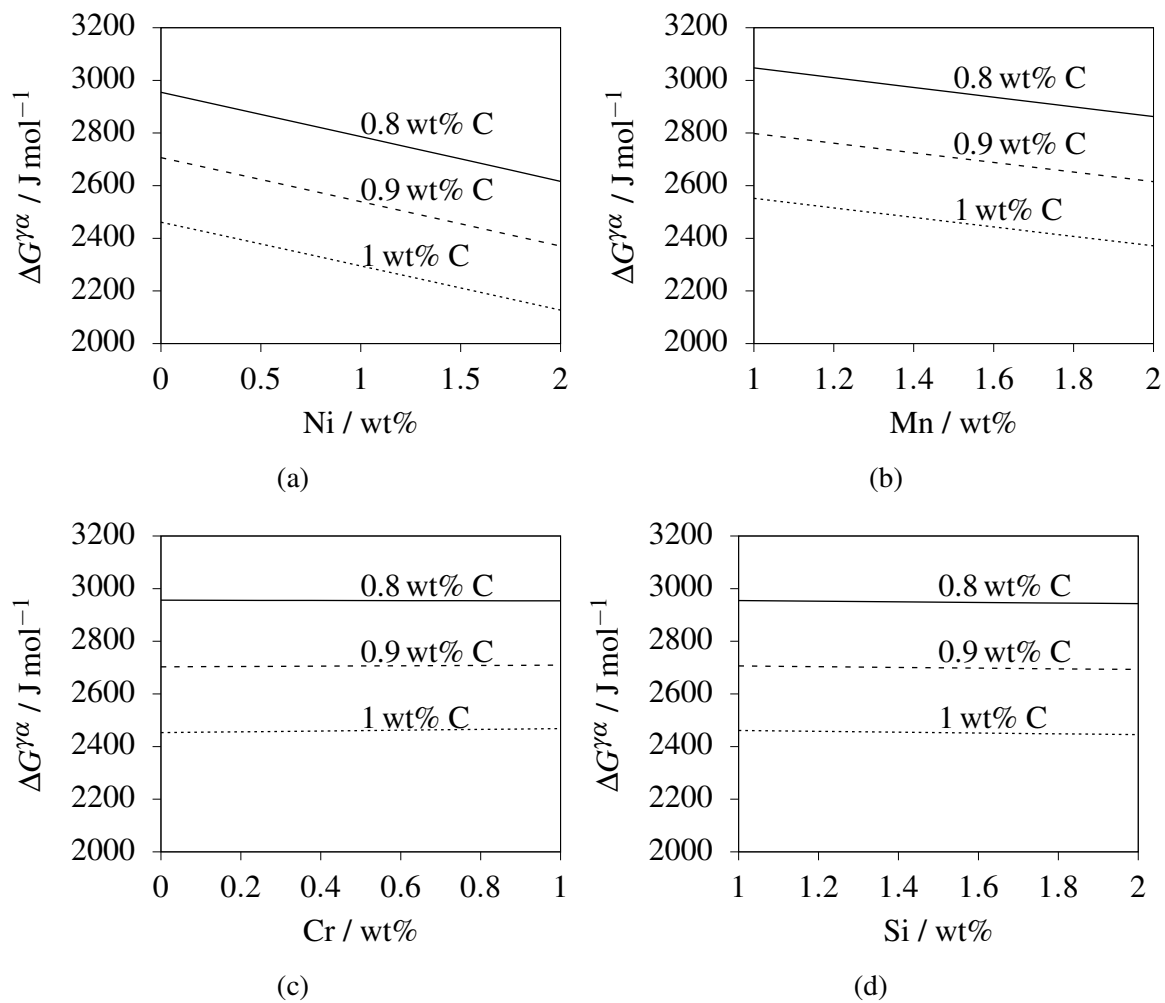 3200
3000
2800
2600
2400
2200
2000
ΔG^γα / J mol⁻¹
0.8 wt% C
0.9 wt% C
1 wt% C
0 0.5 1 1.5 2
Ni / wt%
(a)
3200
3000
2800
2600
2400
2200
2000
ΔG^γα / J mol⁻¹
0.8 wt% C
0.9 wt% C
1 wt% C
1 1.2 1.4 1.6 1.8 2
Mn / wt%
(b)
3200
3000
2800
2600
2400
2200
2000
ΔG^γα / J mol⁻¹
0.8 wt% C
0.9 wt% C
1 wt% C
0 0.2 0.4 0.6 0.8 1
Cr / wt%
(c)
3200
3000
2800
2600
2400
2200
2000
ΔG^γα / J mol⁻¹
0.8 wt% C
0.9 wt% C
1 wt% C
1 1.2 1.4 1.6 1.8 2
Si / wt%
(d)